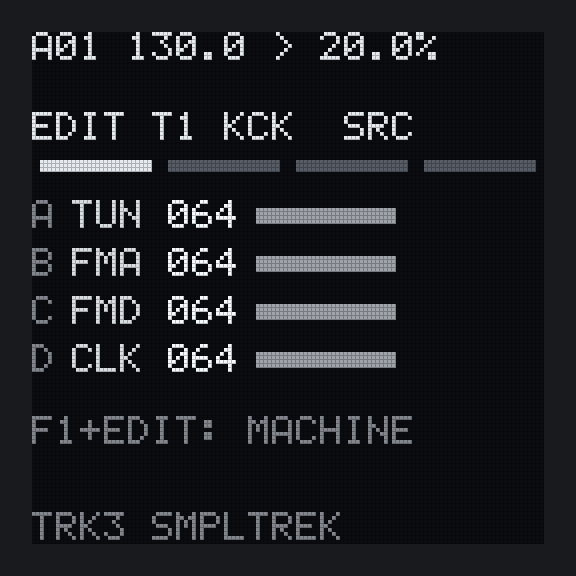 A01 130.0 > 20.0%
EDIT T1 KCK SRC
A TUN 064
B FMA 064
C FMD 064
D CLK 064
F1+EDIT: MACHINE
TRK3 SMPLTREK